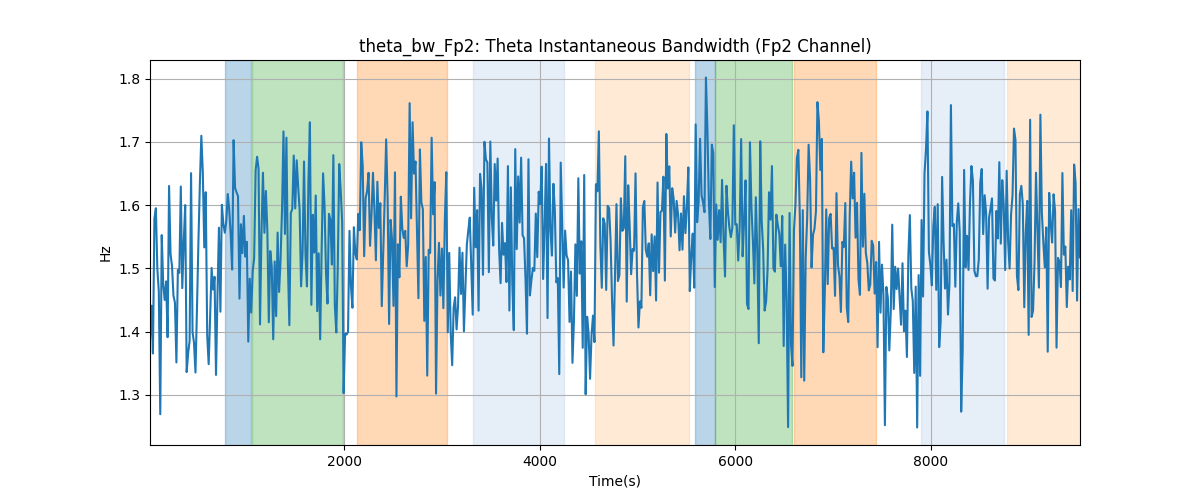 theta_bw_Fp2: Theta Instantaneous Bandwidth (Fp2 Channel)
1.8
1.7
1.6
1.5
1.4
1.3
Hz
2000 4000 6000 8000
Time(s)